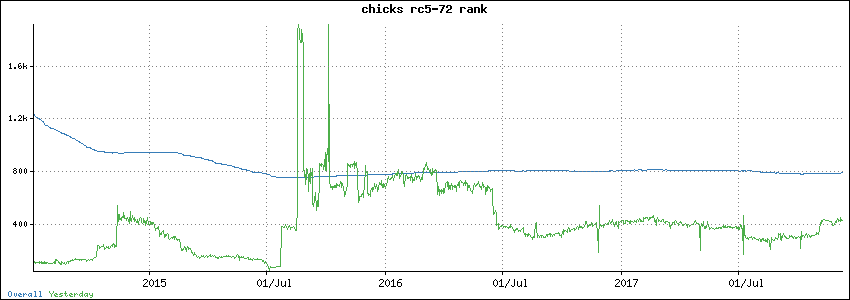 chicks rc5-72 rank
1.6k
1.2k
800
400
2015 01/Jul 2016 01/Jul 2017 01/Jul
Overall Yesterday